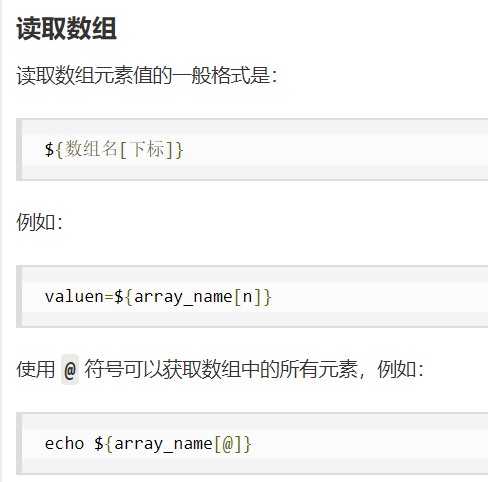 读取数组
读取数组元素值的一般格式是：
${数组名[下标]}
例如：
valuen=${array_name[n]}
使用 @ 符号可以获取数组中的所有元素，例如：
echo ${array_name[@]}